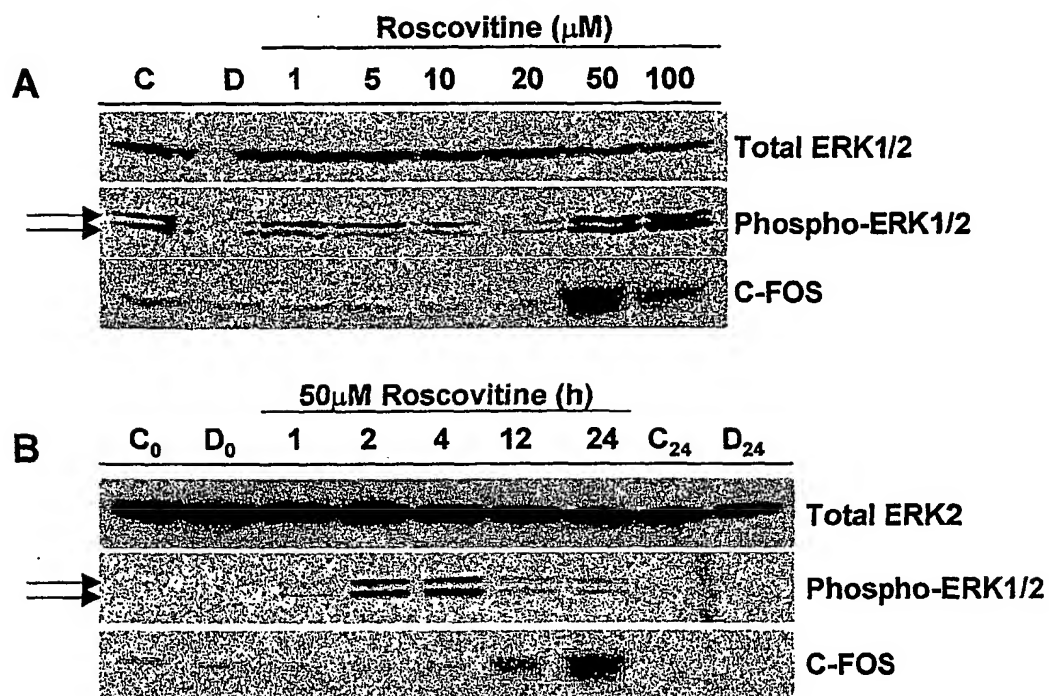 Roscovitine (µM)
A
C D 1 5 10 20 50 100
Total ERK1/2
Phospho-ERK1/2
C-FOS
50µM Roscovitine (h)
B
C₀ D₀ 1 2 4 12 24 C₂₄ D₂₄
Total ERK2
Phospho-ERK1/2
C-FOS